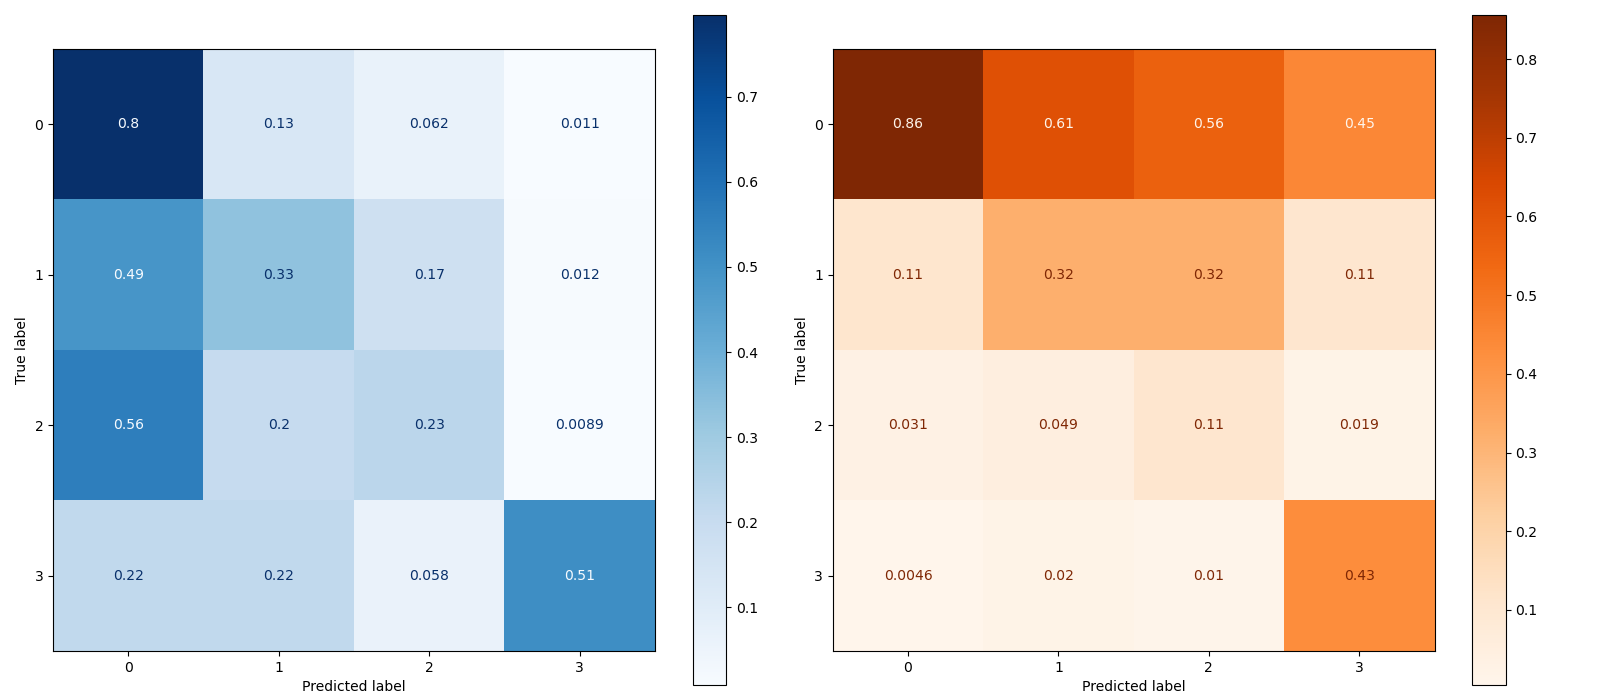 0 0.8 0.13 0.062 0.011
1 0.49 0.33 0.17 0.012
2 0.56 0.2 0.23 0.0089
3 0.22 0.22 0.058 0.51
0 1 2 3
Predicted label
True label
0.7
0.6
0.5
0.4
0.3
0.2
0.1
0 0.86 0.61 0.56 0.45
1 0.11 0.32 0.32 0.11
2 0.031 0.049 0.11 0.019
3 0.0046 0.02 0.01 0.43
0 1 2 3
Predicted label
True label
0.8
0.7
0.6
0.5
0.4
0.3
0.2
0.1